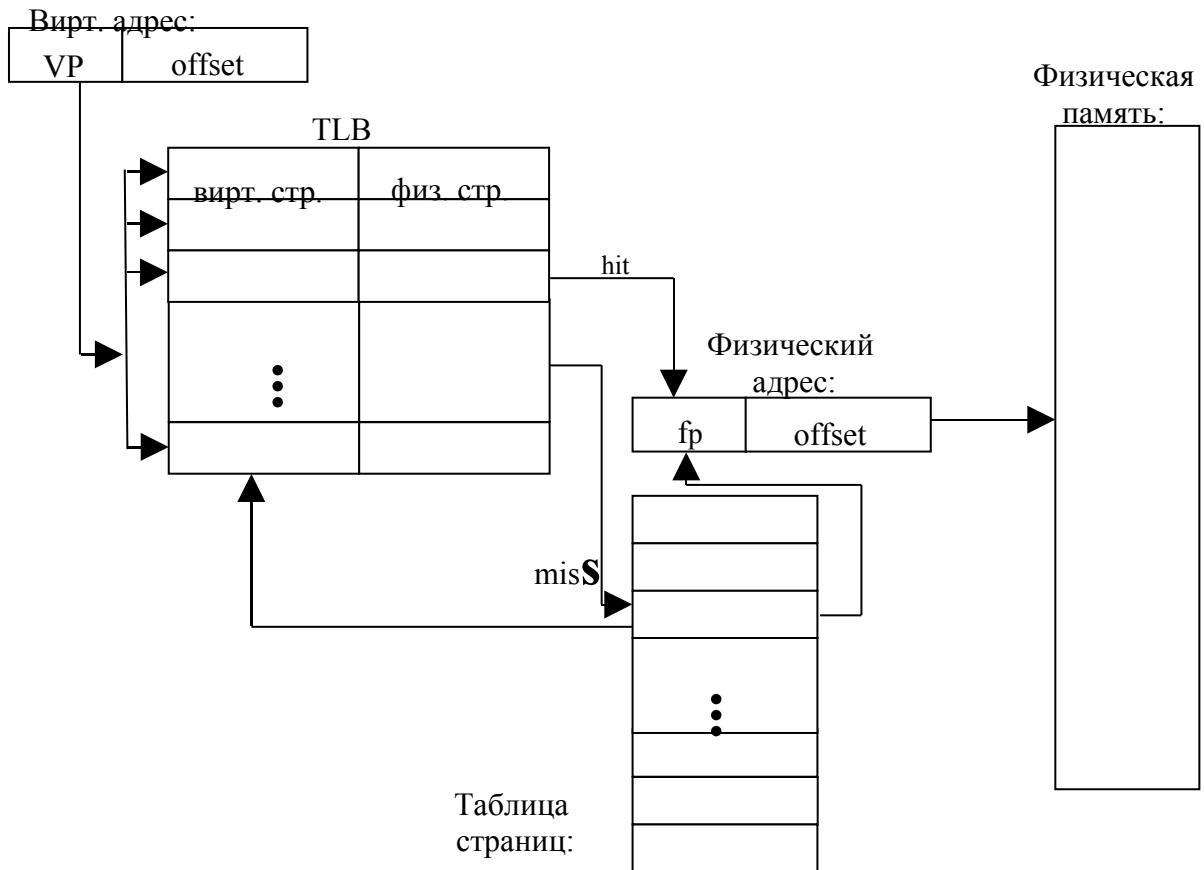 Вирт. адрес:
VP offset
Физическая
память:
TLB
вирт. стр. физ. стр.
hit
Физический
адрес:
fp offset
misS
Таблица
страниц: